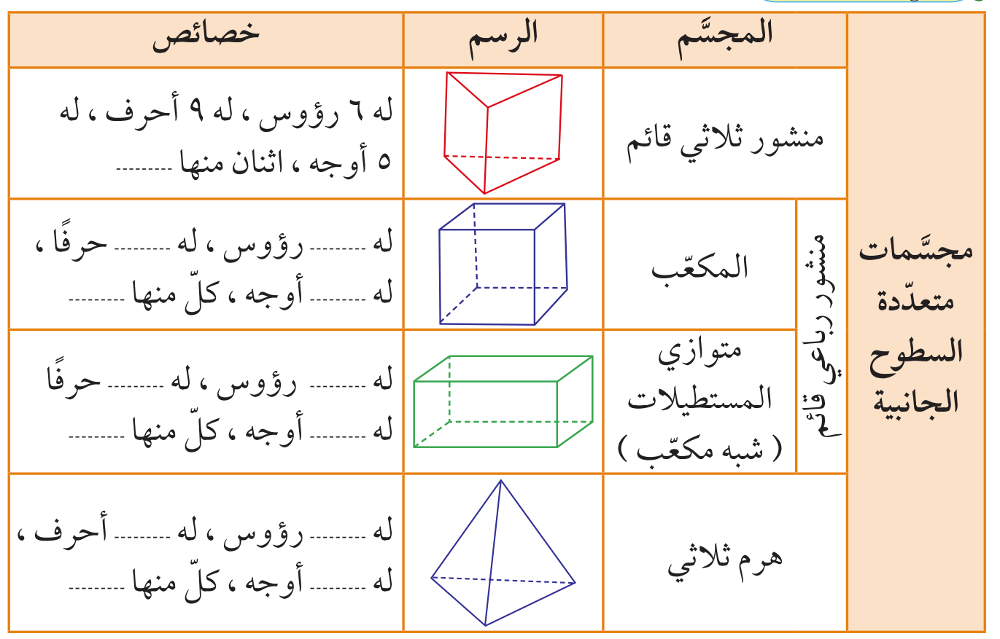 المجسَّم
الرسم
خصائص
مجسَّمات
متعدّدة
السطوح
الجانبية
منشور ثلاثي قائم
له ٦ رؤوس ، له ٩ أحرف ، له
٥ أوجه ، اثنان منها .........
منشور رباعي قائم
المكعّب
له ......... رؤوس ، له ......... حرفًا ،
له ......... أوجه ، كلّ منها .........
متوازي
المستطيلات
( شبه مكعّب )
له ......... رؤوس ، له ......... حرفًا
له ......... أوجه ، كلّ منها .........
هرم ثلاثي
له ......... رؤوس ، له ......... أحرف ،
له ......... أوجه ، كلّ منها .........